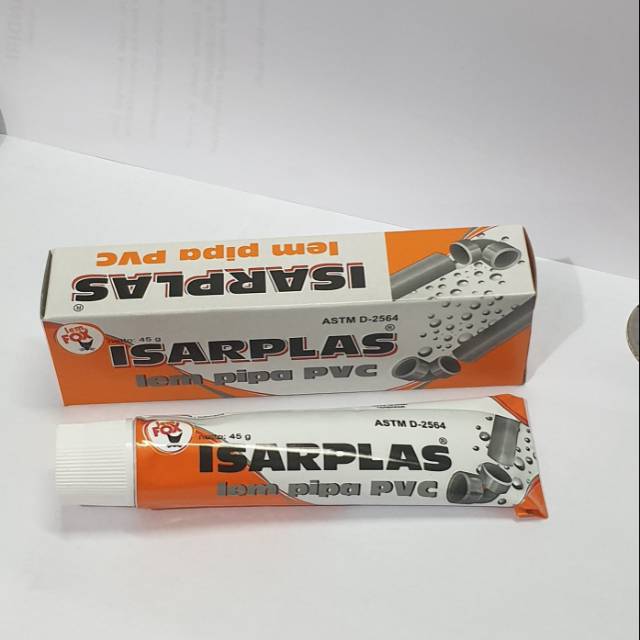 lem pipa PVC
ISARPLAS®
ASTM D-2564
lem
FOX
netto: 45 g
ISARPLAS®
lem pipa PVC
ASTM D-2564
lem
FOX
netto: 45 g
ISARPLAS®
lem pipa PVC